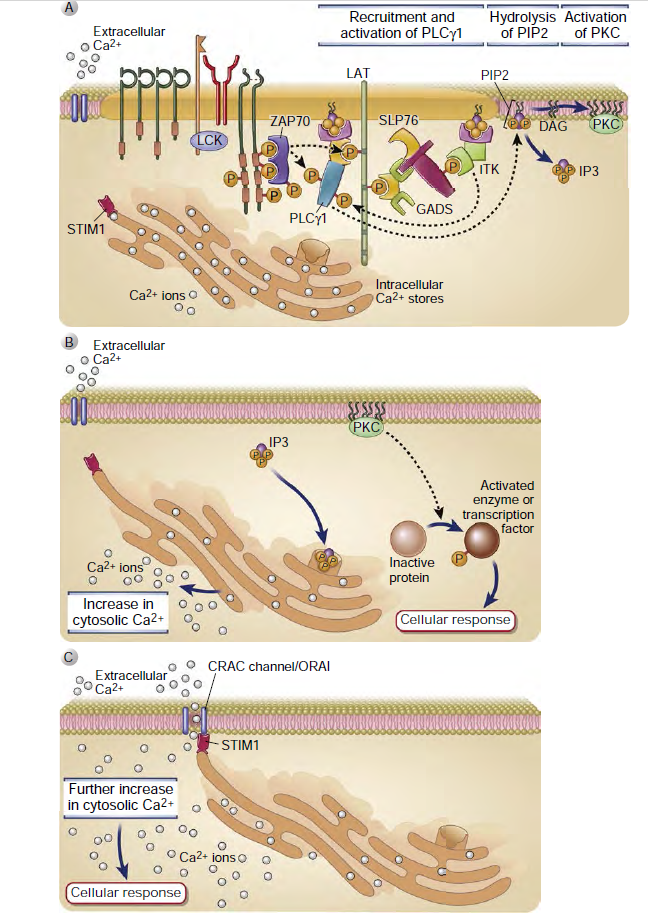 A
Extracellular
Ca2+
Recruitment and
activation of PLCγ1
Hydrolysis
of PIP2
Activation
of PKC
LAT
PIP2
ZAP70
SLP76
LCK
DAG
PKC
P
P
P
P
P
P
P
P
P
P
P
ITK
IP3
PLCγ1
GADS
STIM1
Ca2+ ions
Intracellular
Ca2+ stores
B
Extracellular
Ca2+
PKC
IP3
P P
P
Activated
enzyme or
transcription
factor
Inactive
protein
P
P P
P
Ca2+ ions
Increase in
cytosolic Ca2+
Cellular response
C
Extracellular
Ca2+
CRAC channel/ORAI
STIM1
Further increase
in cytosolic Ca2+
Ca2+ ions
Cellular response